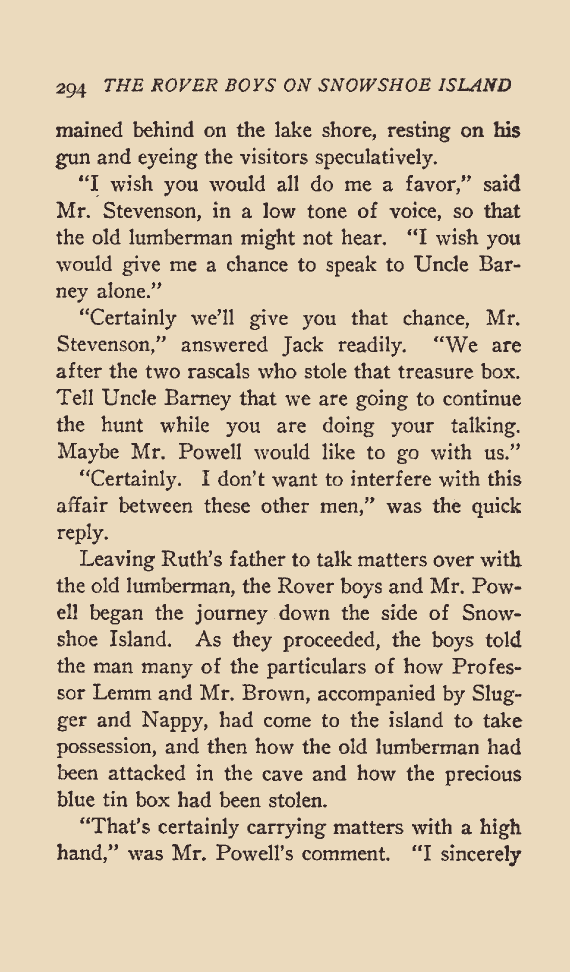 294 THE ROVER BOYS ON SNOWSHOE ISLAND
mained behind on the lake shore, resting on his
gun and eyeing the visitors speculatively.
“I wish you would all do me a favor,” said
Mr. Stevenson, in a low tone of voice, so that
the old lumberman might not hear. “I wish you
would give me a chance to speak to Uncle Bar-
ney alone.”
“Certainly we’ll give you that chance, Mr.
Stevenson,” answered Jack readily. “We are
after the two rascals who stole that treasure box.
Tell Uncle Barney that we are going to continue
the hunt while you are doing your talking.
Maybe Mr. Powell would like to go with us.”
“Certainly. I don’t want to interfere with this
affair between these other men,” was the quick
reply.
Leaving Ruth’s father to talk matters over with
the old lumberman, the Rover boys and Mr. Pow-
ell began the journey down the side of Snow-
shoe Island. As they proceeded, the boys told
the man many of the particulars of how Profes-
sor Lemm and Mr. Brown, accompanied by Slug-
ger and Nappy, had come to the island to take
possession, and then how the old lumberman had
been attacked in the cave and how the precious
blue tin box had been stolen.
“That’s certainly carrying matters with a high
hand,” was Mr. Powell’s comment. “I sincerely